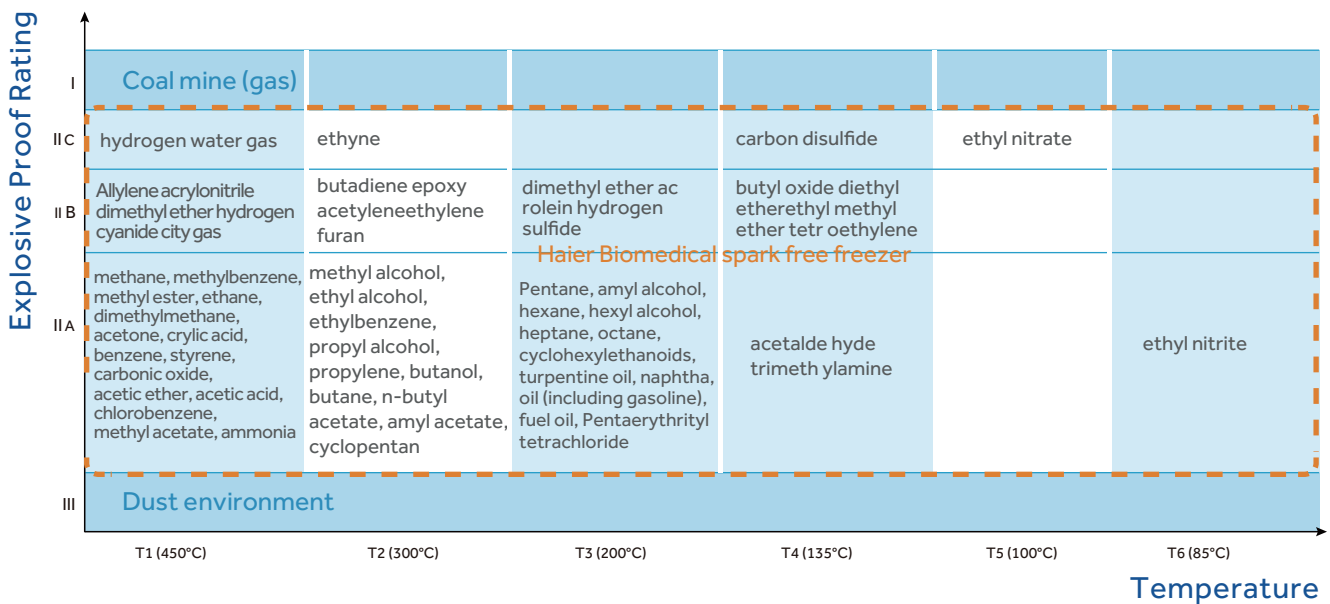 Explosive Proof Rating
I
Coal mine (gas)
II C
hydrogen water gas
ethyne
carbon disulfide
ethyl nitrate
II B
Allylene acrylonitrile
dimethyl ether hydrogen
cyanide city gas
butadiene epoxy
acetyleneethylene
furan
dimethyl ether ac
rolein hydrogen
sulfide
butyl oxide diethyl
etherethyl methyl
ether tetr oethylene
Haier Biomedical spark free freezer
II A
methane, methylbenzene,
methyl ester, ethane,
dimethylmethane,
acetone, crylic acid,
benzene, styrene,
carbonic oxide,
acetic ether, acetic acid,
chlorobenzene,
methyl acetate, ammonia
methyl alcohol,
ethyl alcohol,
ethylbenzene,
propyl alcohol,
propylene, butanol,
butane, n-butyl
acetate, amyl acetate,
cyclopentan
Pentane, amyl alcohol,
hexane, hexyl alcohol,
heptane, octane,
cyclohexylethanoids,
turpentine oil, naphtha,
oil (including gasoline),
fuel oil, Pentaerythrityl
tetrachloride
acetalde hyde
trimeth ylamine
ethyl nitrite
III
Dust environment
T1 (450°C)
T2 (300°C)
T3 (200°C)
T4 (135°C)
T5 (100°C)
T6 (85°C)
Temperature